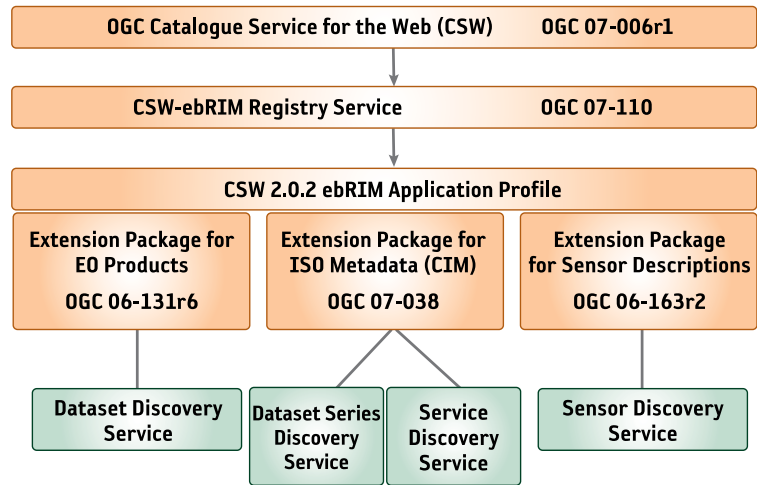 OGC Catalogue Service for the Web (CSW) OGC 07-006r1
CSW-ebRIM Registry Service OGC 07-110
CSW 2.0.2 ebRIM Application Profile
Extension Package for
EO Products
OGC 06-131r6
Extension Package for
ISO Metadata (CIM)
OGC 07-038
Extension Package
for Sensor Descriptions
OGC 06-163r2
Dataset Discovery
Service
Dataset Series
Discovery
Service
Service
Discovery
Service
Sensor Discovery
Service